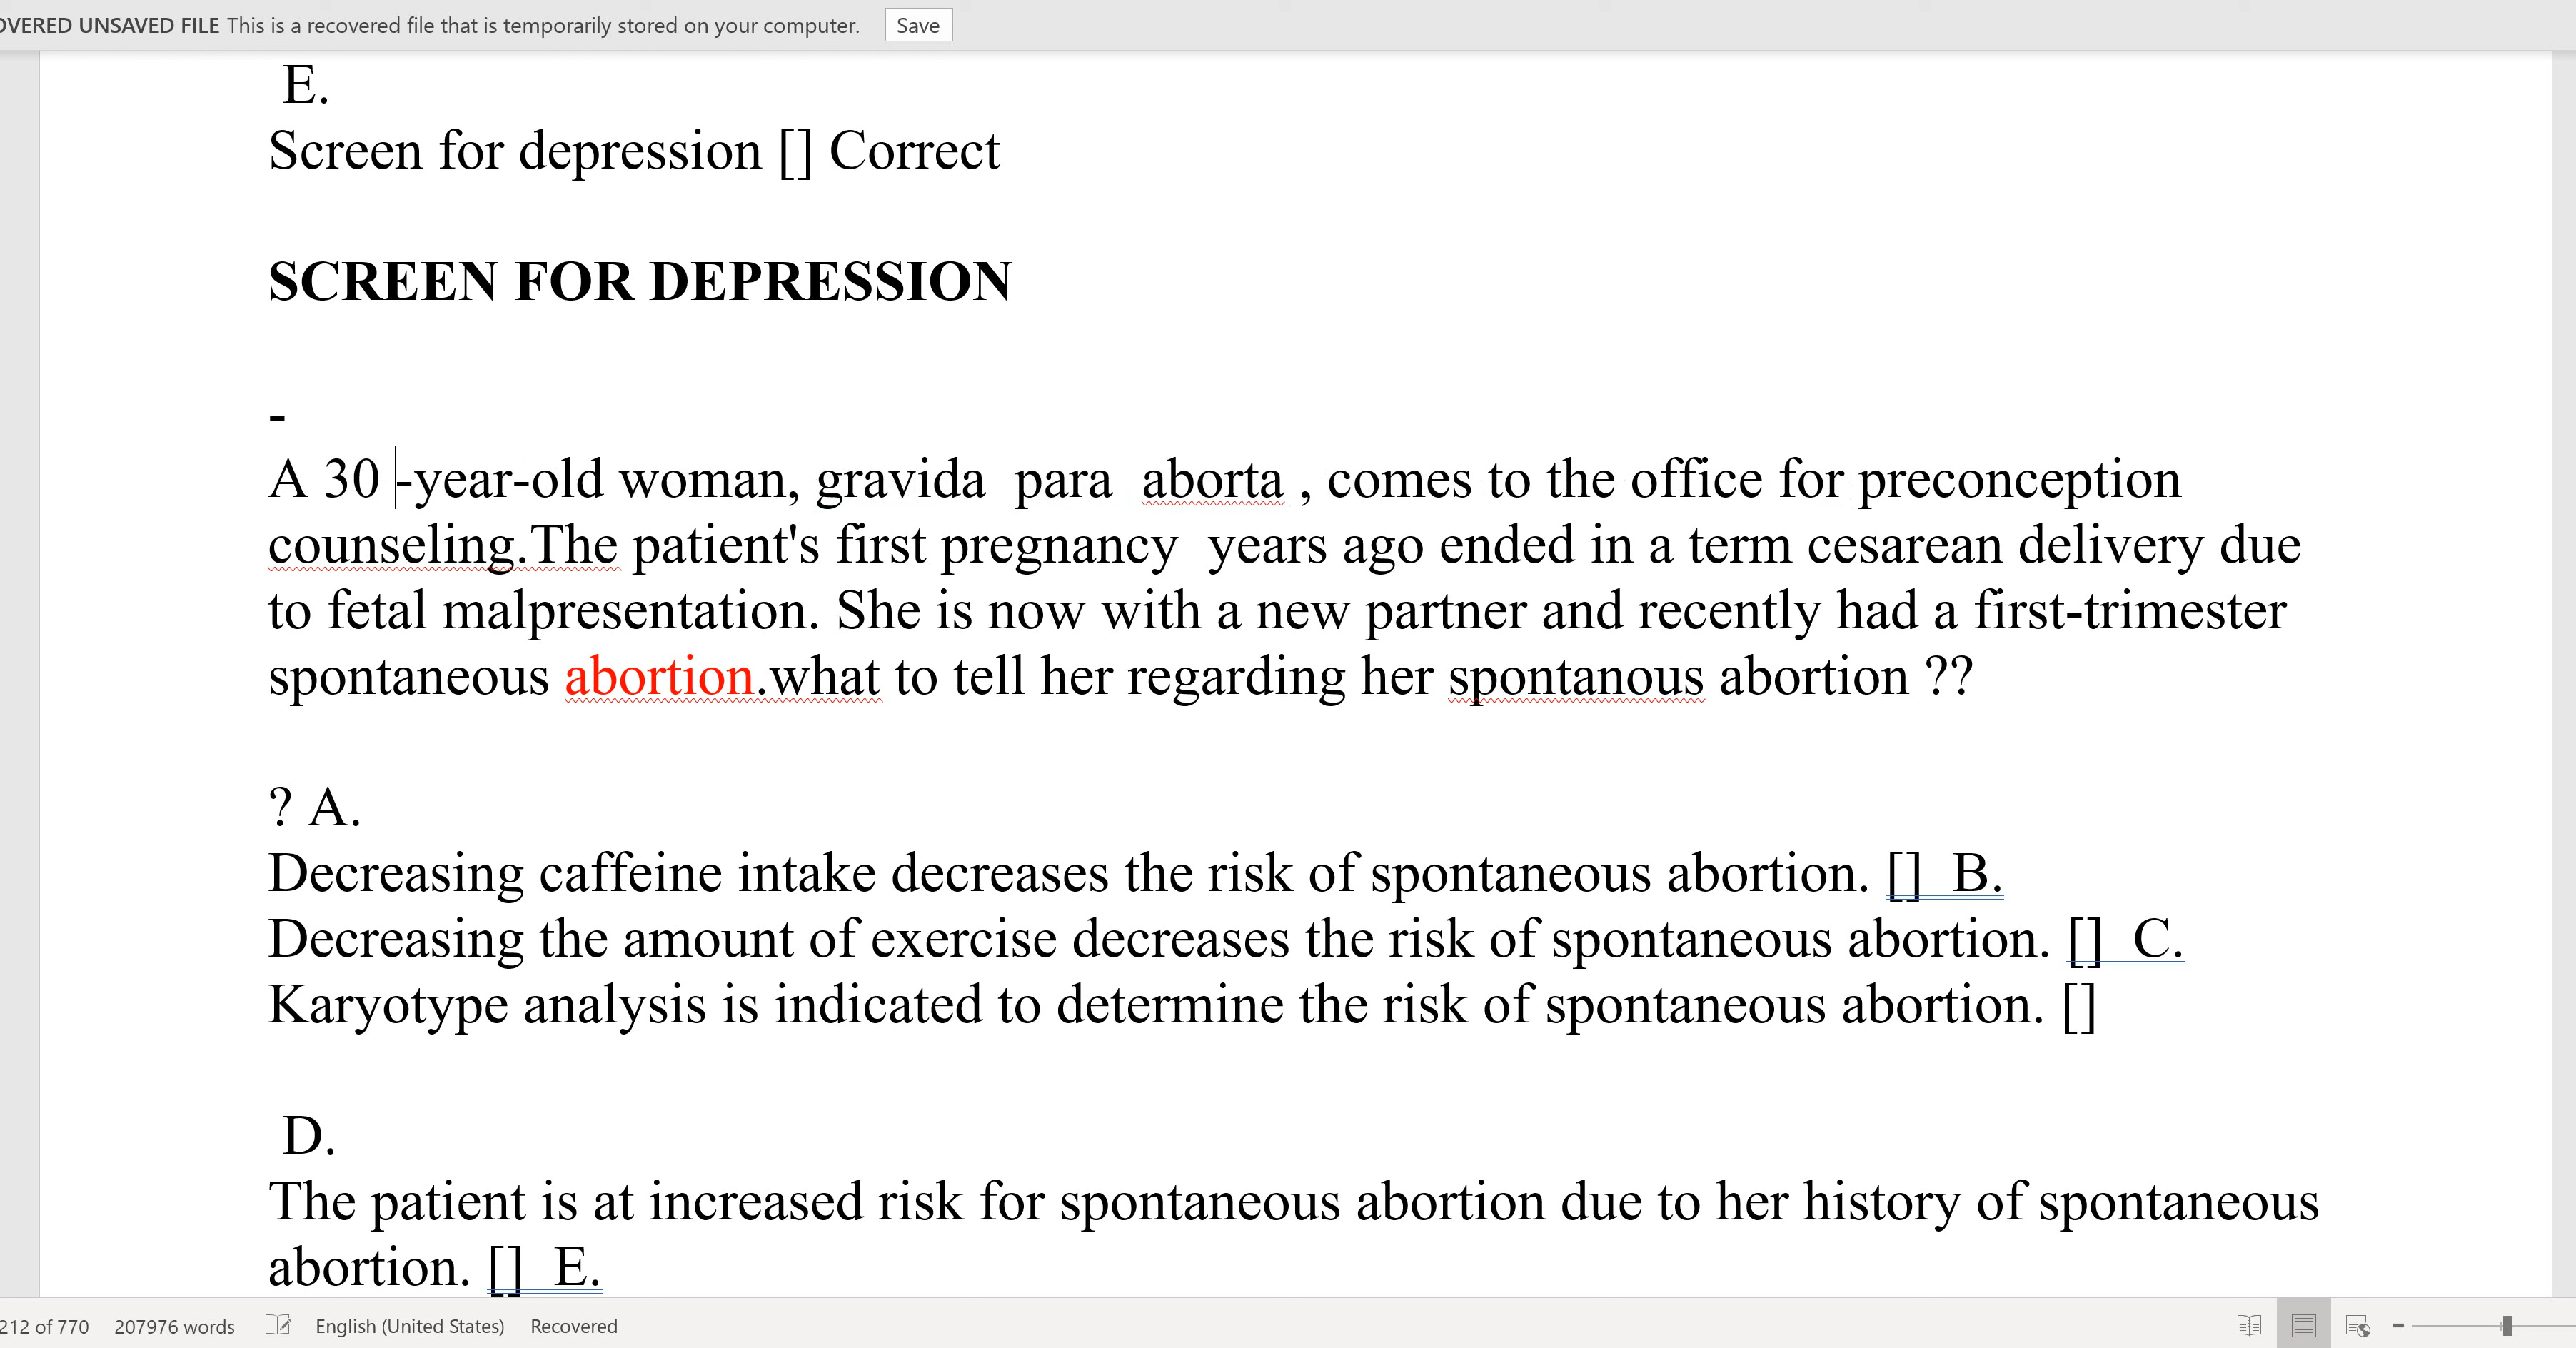 OVERED UNSAVED FILE This is a recovered file that is temporarily stored on your computer. Save
E.
Screen for depression [] Correct
SCREEN FOR DEPRESSION
-
A 30 -year-old woman, gravida  para  aborta , comes to the office for preconception
counseling.The patient's first pregnancy  years ago ended in a term cesarean delivery due
to fetal malpresentation. She is now with a new partner and recently had a first-trimester
spontaneous abortion.what to tell her regarding her spontanous abortion ??
? A.
Decreasing caffeine intake decreases the risk of spontaneous abortion. []  B.
Decreasing the amount of exercise decreases the risk of spontaneous abortion. []  C.
Karyotype analysis is indicated to determine the risk of spontaneous abortion. []
D.
The patient is at increased risk for spontaneous abortion due to her history of spontaneous
abortion. []  E.
212 of 770 207976 words English (United States) Recovered